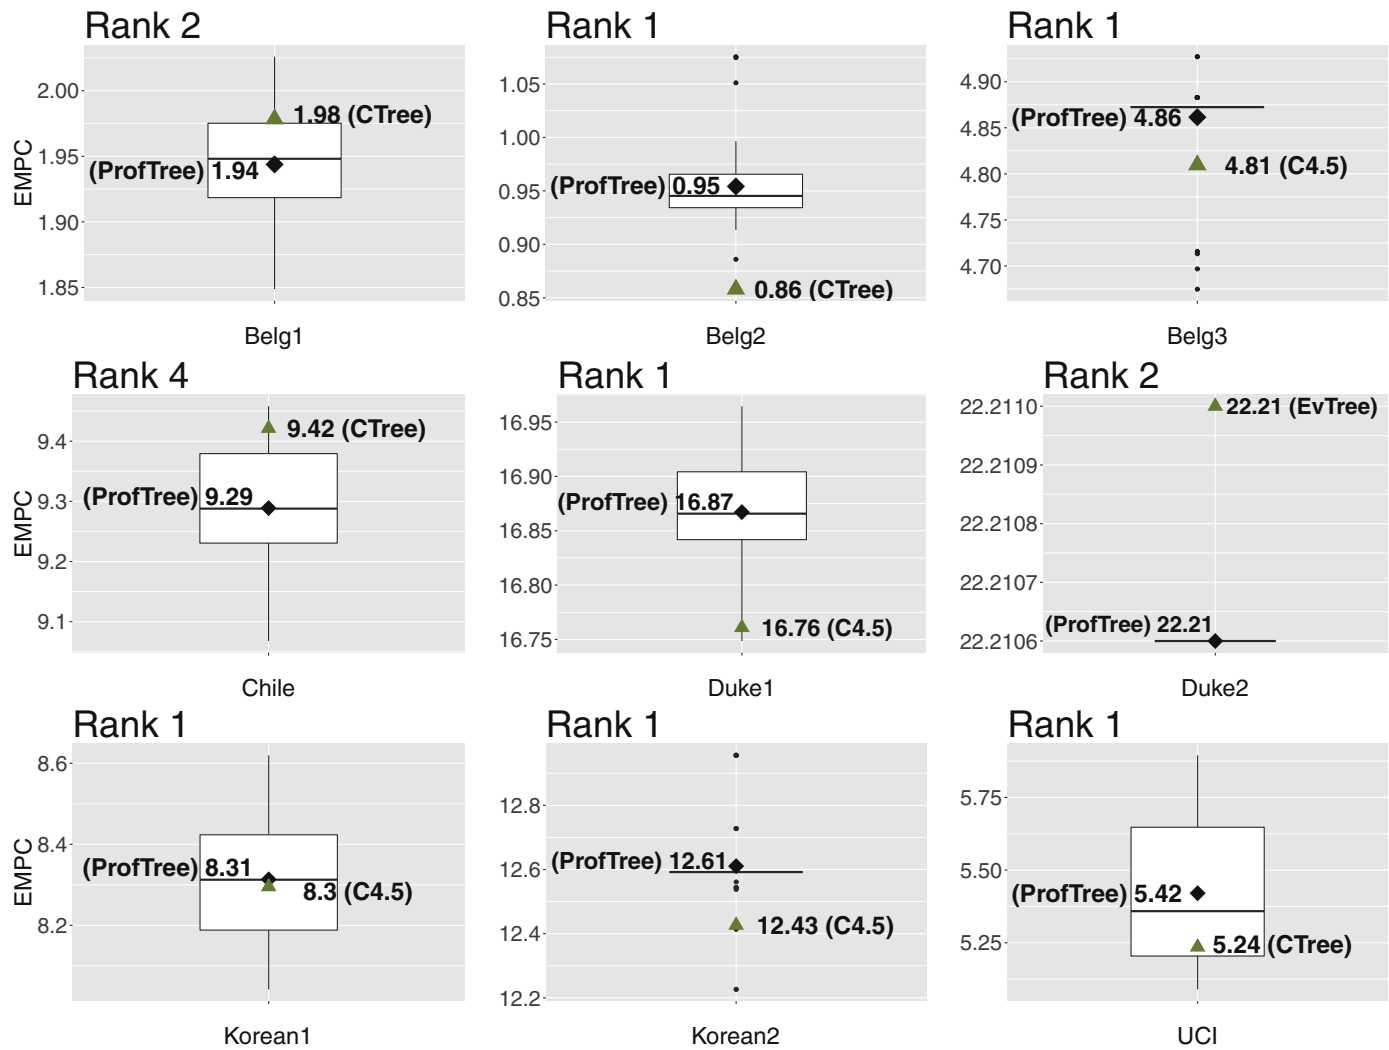 Rank 2
Rank 1
Rank 1
EMPC
2.00
1.95
1.90
1.85
1.98 (CTree)
(ProfTree) 1.94
Belg1
1.05
1.00
0.95
0.90
0.85
(ProfTree) 0.95
0.86 (CTree)
Belg2
4.90
4.85
4.80
4.75
4.70
(ProfTree) 4.86
4.81 (C4.5)
Belg3
Rank 4
Rank 1
Rank 2
EMPC
9.4
9.3
9.2
9.1
9.42 (CTree)
(ProfTree) 9.29
Chile
16.95
16.90
16.85
16.80
16.75
(ProfTree) 16.87
16.76 (C4.5)
Duke1
22.2110
22.2109
22.2108
22.2107
22.2106
22.21 (EvTree)
(ProfTree) 22.21
Duke2
Rank 1
Rank 1
Rank 1
EMPC
8.6
8.4
8.2
(ProfTree) 8.31
8.3 (C4.5)
Korean1
12.8
12.6
12.4
12.2
(ProfTree) 12.61
12.43 (C4.5)
Korean2
5.75
5.50
5.25
(ProfTree) 5.42
5.24 (CTree)
UCI